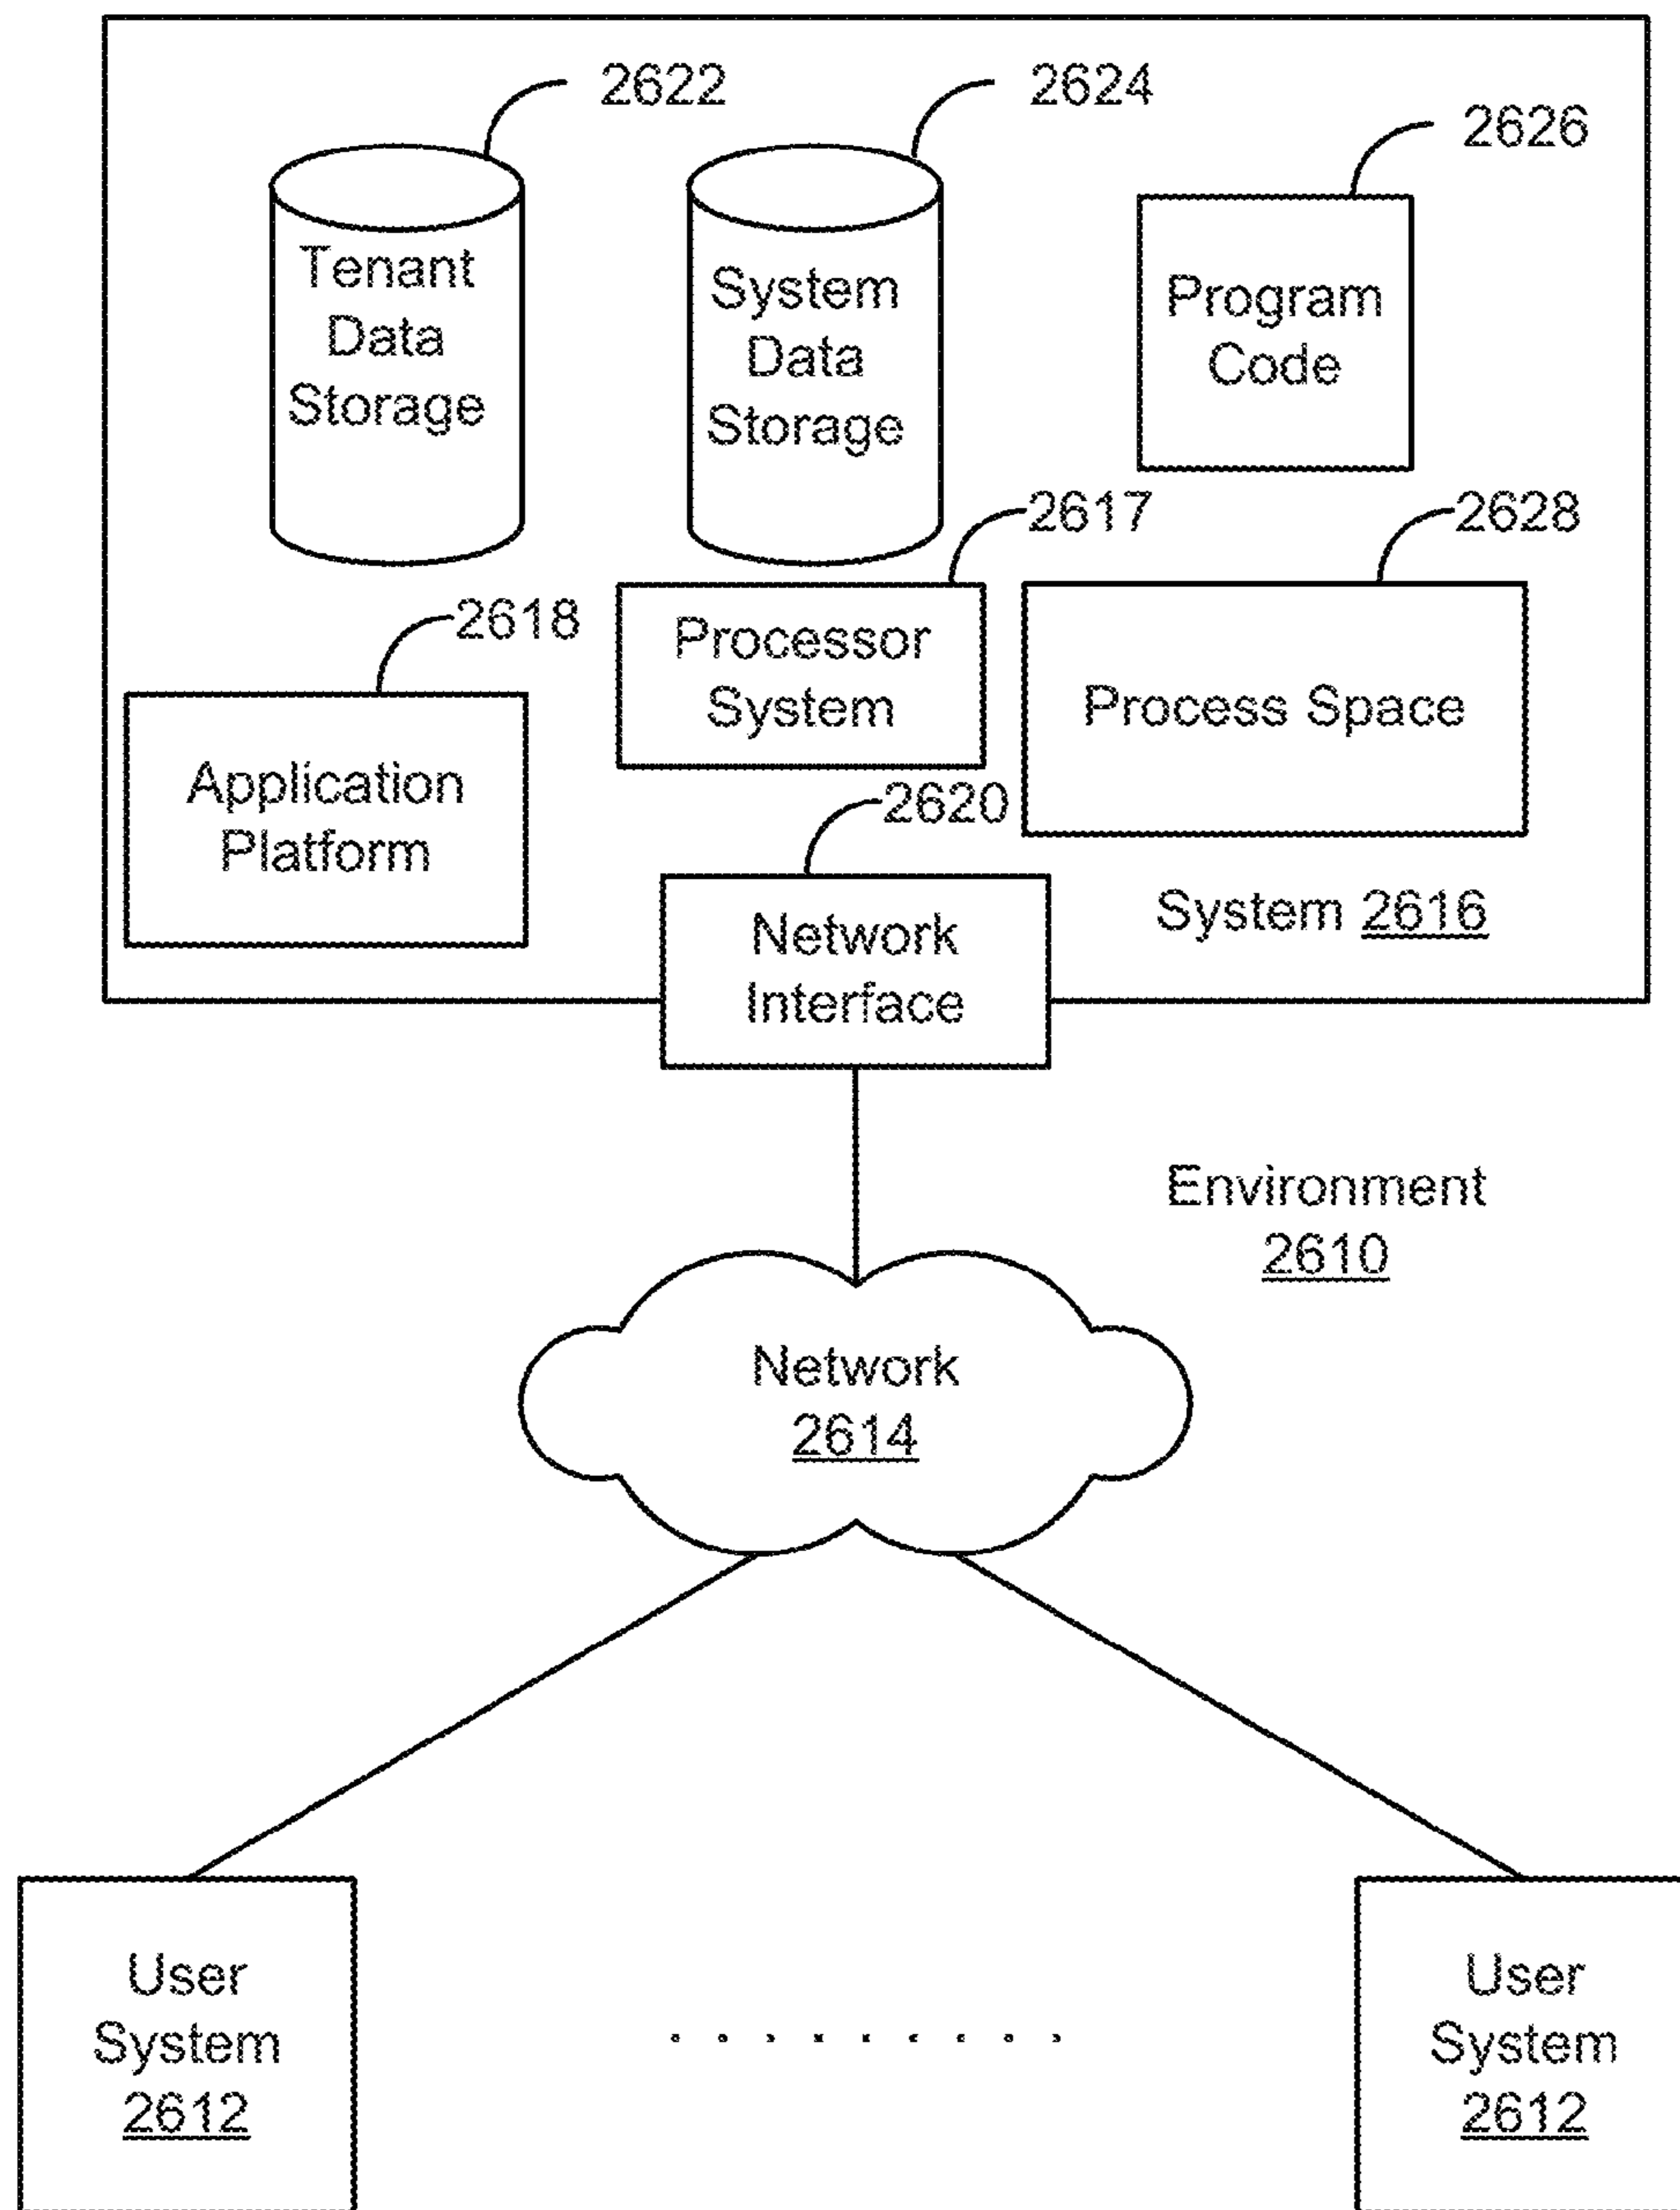 2622
2624
2626
Tenant
Data
Storage
System
Data
Storage
Program
Code
2617
2628
2618
Processor
System
Process Space
Application
Platform
2620
Network
Interface
System 2616
Environment
2610
Network
2614
User
System
2612
User
System
2612